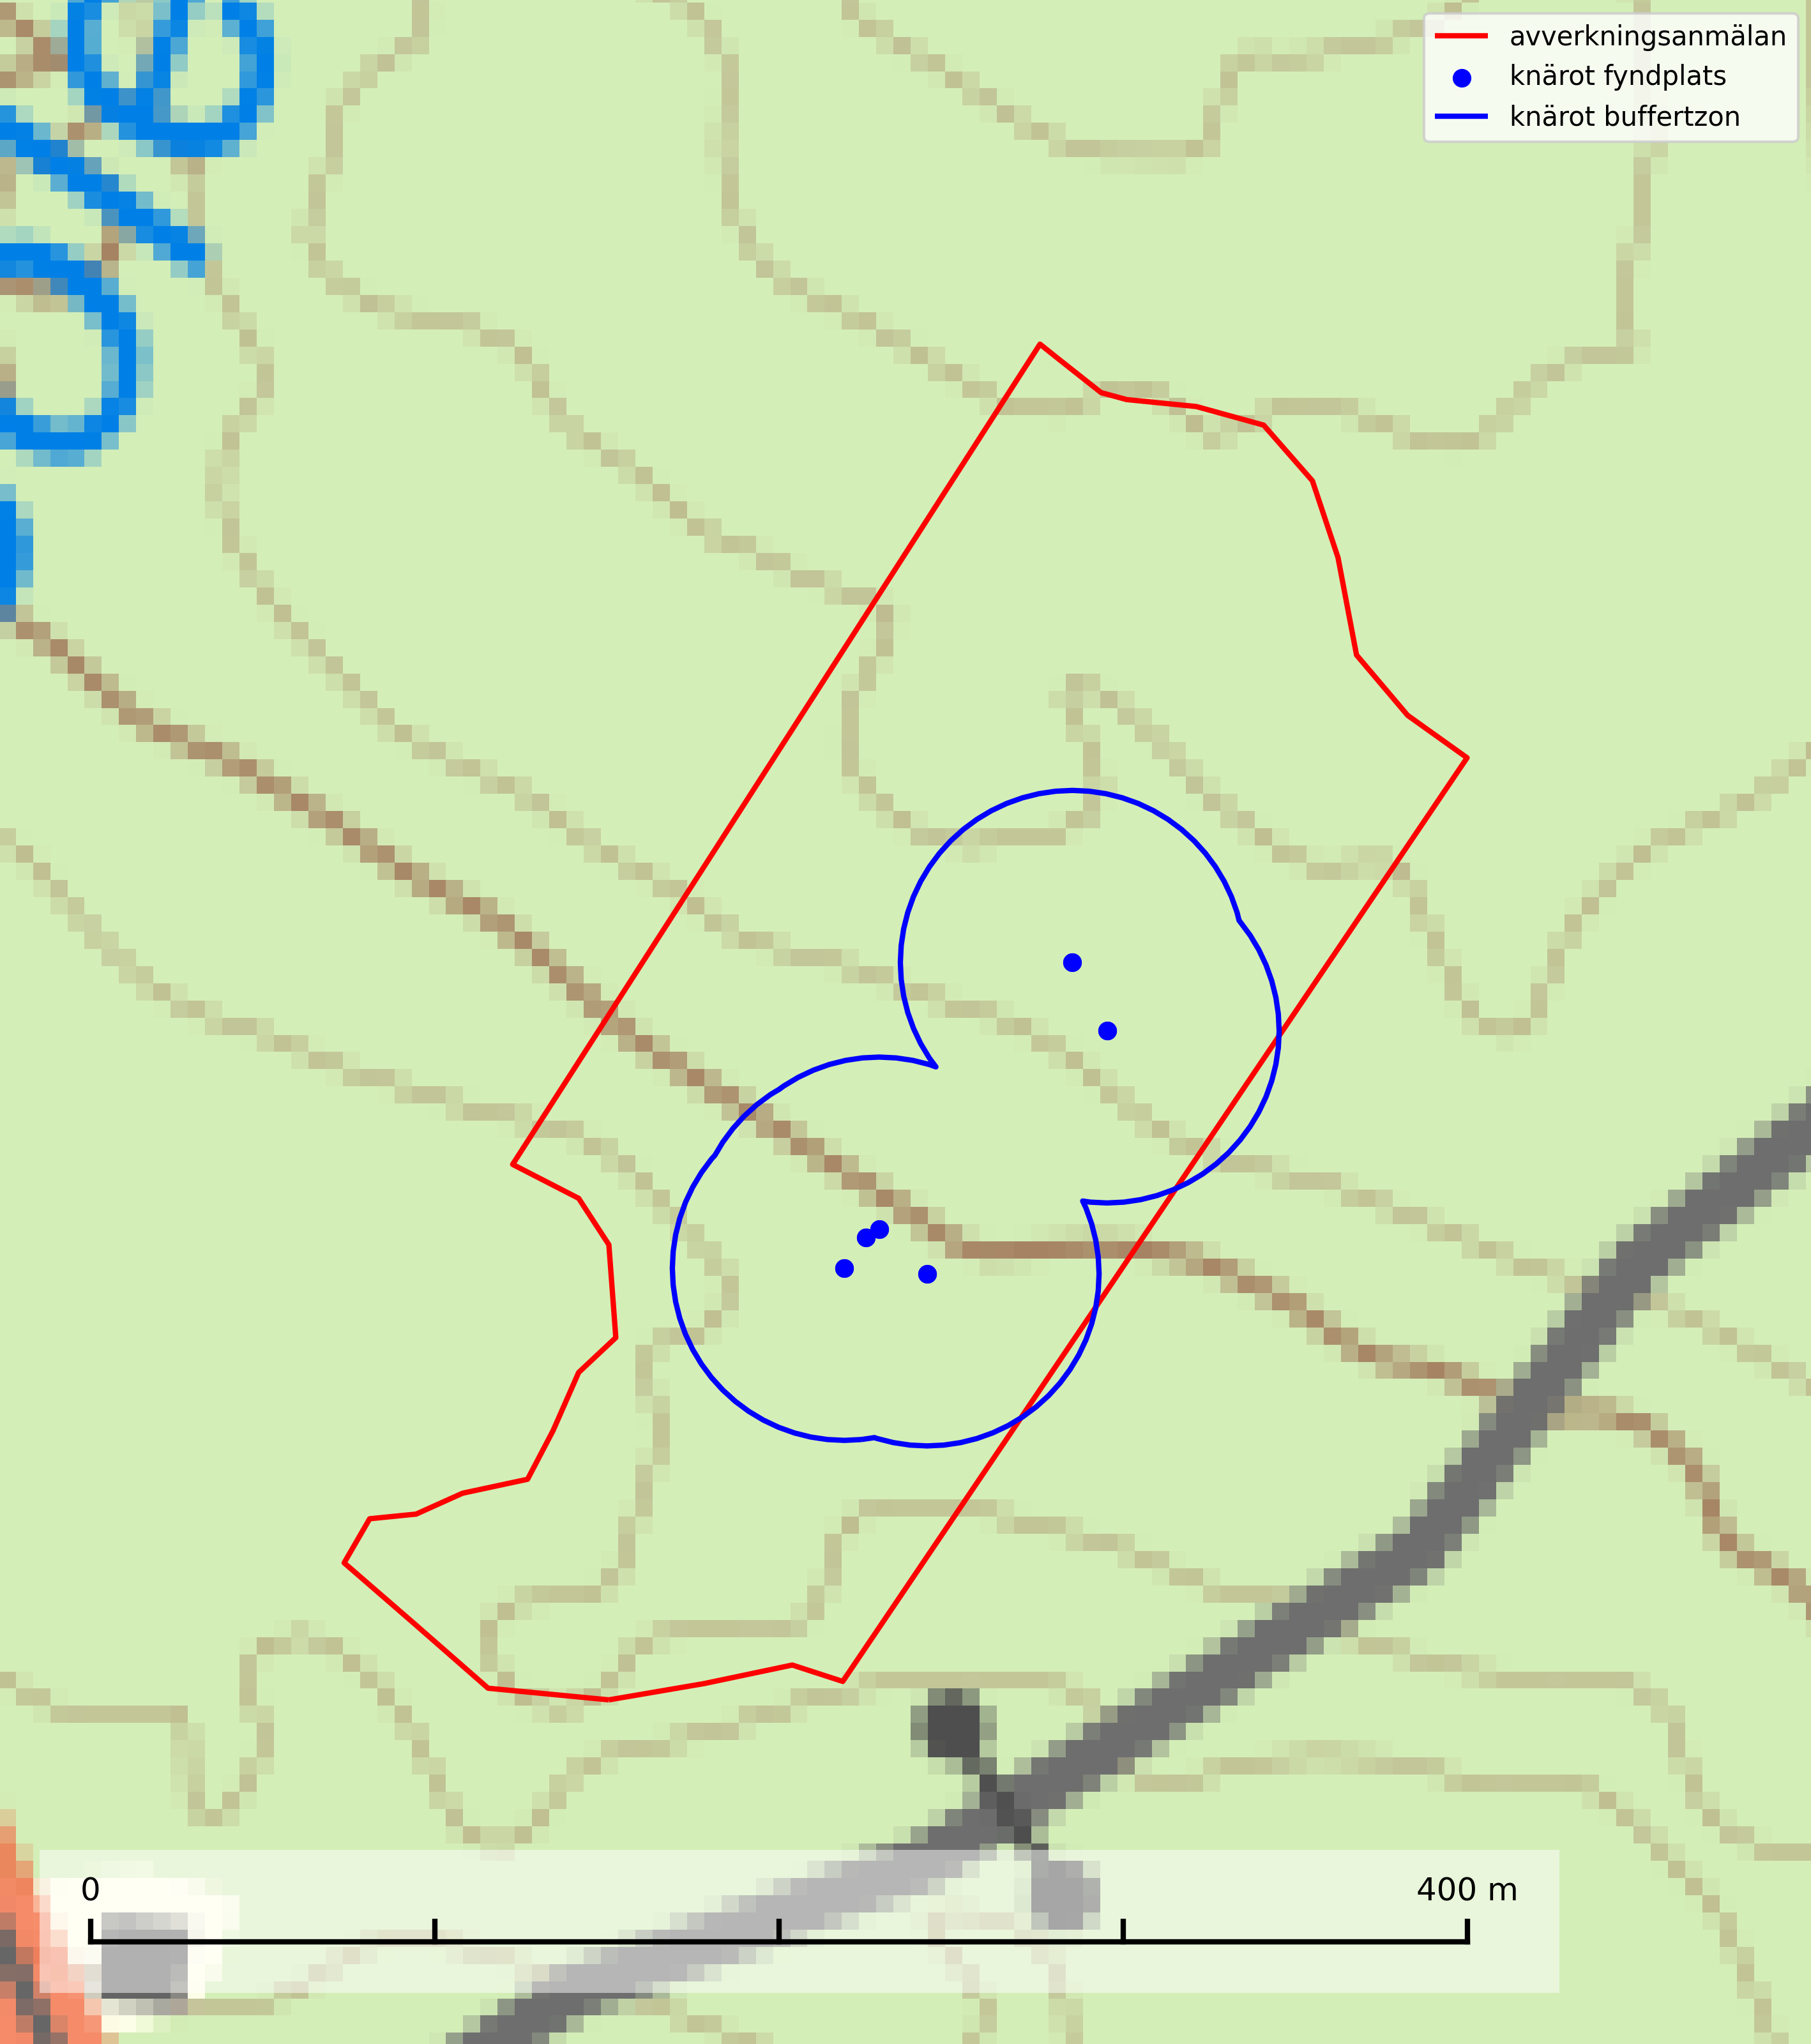 avverkningsanmälan
knärot fyndplats
knärot buffertzon
0
400 m